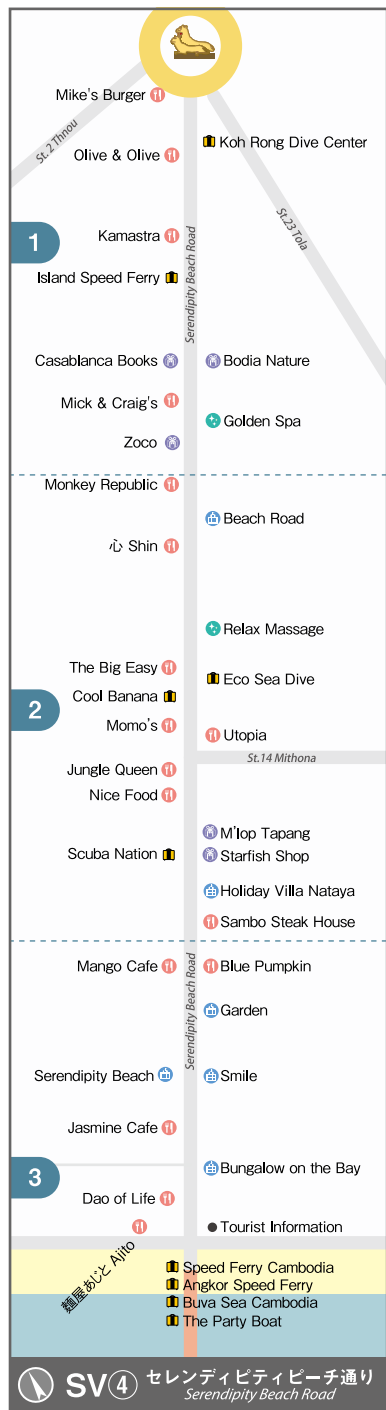 Mike's Burger
St. 2 Thnou
Koh Rong Dive Center
Olive & Olive
St.23 Tola
1
Kamastra
Serendipity Beach Road
Island Speed Ferry
Casablanca Books
Bodia Nature
Mick & Craig's
Golden Spa
Zoco
Monkey Republic
Beach Road
心 Shin
Relax Massage
The Big Easy
Eco Sea Dive
Cool Banana
2
Momo's
Utopia
St.14 Mithona
Jungle Queen
Nice Food
M'lop Tapang
Scuba Nation
Starfish Shop
Holiday Villa Nataya
Sambo Steak House
Mango Cafe
Blue Pumpkin
Serendipity Beach Road
Garden
Serendipity Beach
Smile
Jasmine Cafe
3
Bungalow on the Bay
Dao of Life
麺屋あじと Ajito
Tourist Information
Speed Ferry Cambodia
Angkor Speed Ferry
Buva Sea Cambodia
The Party Boat
SV④ セレンディピティビーチ通り
Serendipity Beach Road